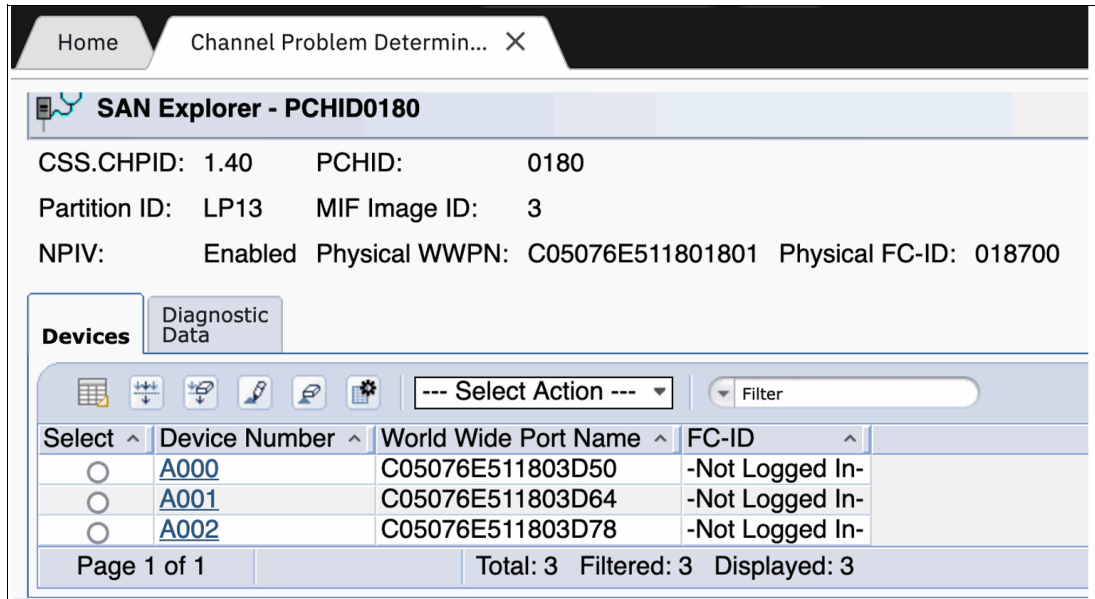 Home
Channel Problem Determin...
SAN Explorer - PCHID0180
CSS.CHPID: 1.40 PCHID: 0180
Partition ID: LP13 MIF Image ID: 3
NPIV: Enabled Physical WWPN: C05076E511801801 Physical FC-ID: 018700
Devices
Diagnostic
Data
--- Select Action ---
Filter
Select Device Number World Wide Port Name FC-ID
A000 C05076E511803D50 -Not Logged In-
A001 C05076E511803D64 -Not Logged In-
A002 C05076E511803D78 -Not Logged In-
Page 1 of 1 Total: 3 Filtered: 3 Displayed: 3